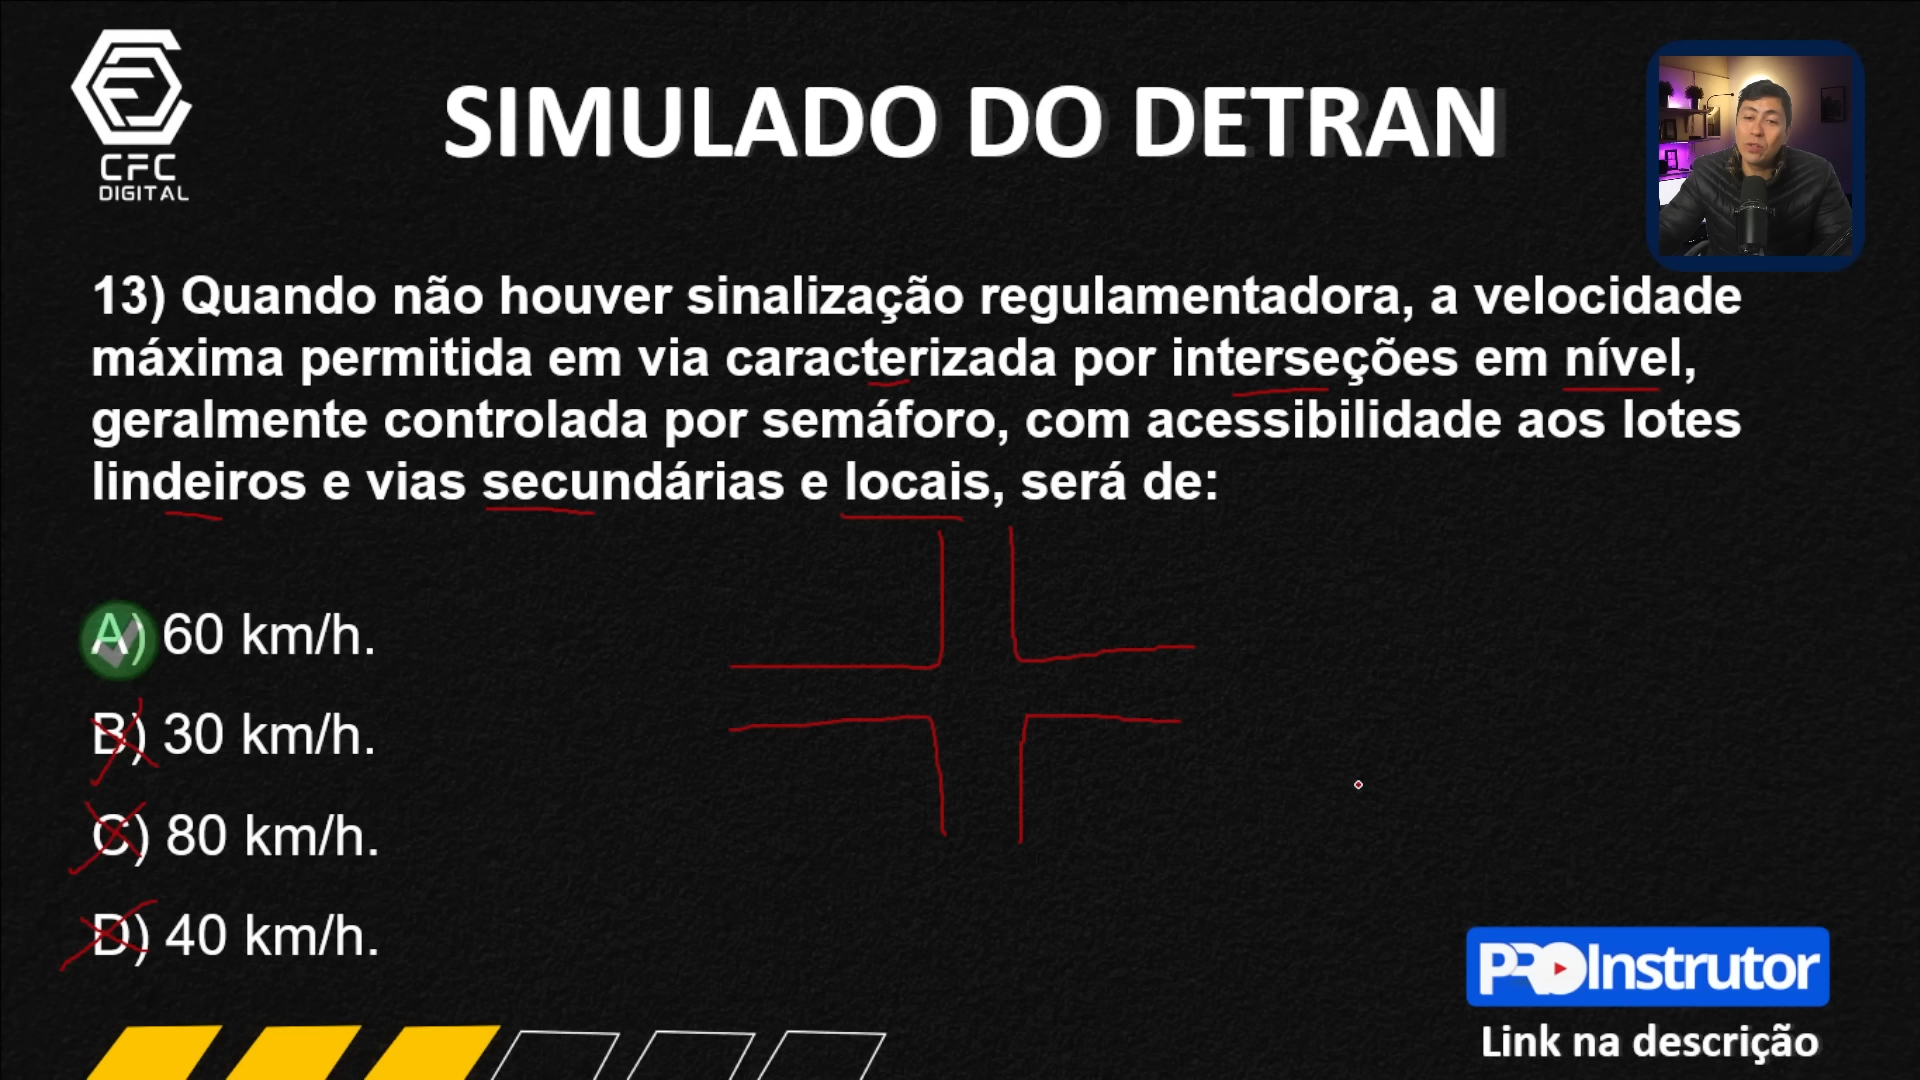 CFC
DIGITAL
SIMULADO DO DETRAN
13) Quando não houver sinalização regulamentadora, a velocidade
máxima permitida em via caracterizada por interseções em nível,
geralmente controlada por semáforo, com acessibilidade aos lotes
lindeiros e vias secundárias e locais, será de:
A) 60 km/h.
B) 30 km/h.
C) 80 km/h.
D) 40 km/h.
PROInstrutor
Link na descrição